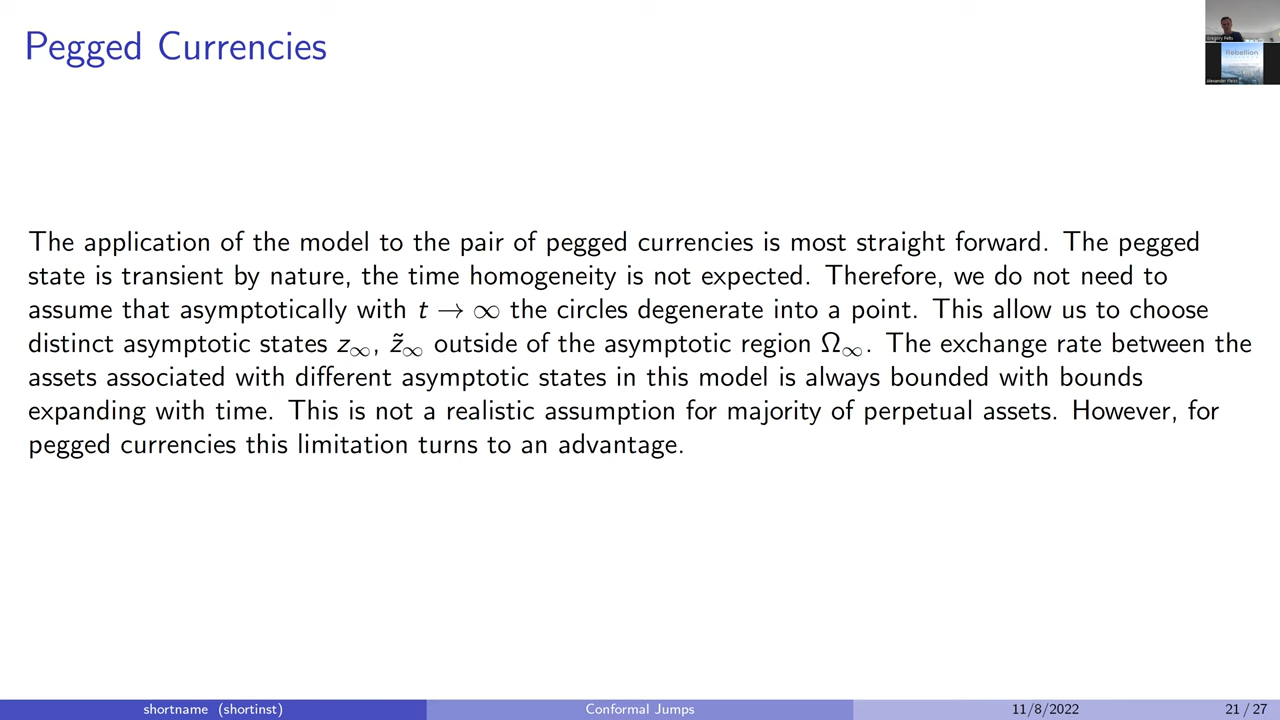 Pegged Currencies
Gregory Pelts
Rebellion
The application of the model to the pair of pegged currencies is most straight forward. The pegged
state is transient by nature, the time homogeneity is not expected. Therefore, we do not need to
assume that asymptotically with t → ∞ the circles degenerate into a point. This allow us to choose
distinct asymptotic states z∞, z̃∞ outside of the asymptotic region Ω∞. The exchange rate between the
assets associated with different asymptotic states in this model is always bounded with bounds
expanding with time. This is not a realistic assumption for majority of perpetual assets. However, for
pegged currencies this limitation turns to an advantage.
shortname (shortinst) Conformal Jumps 11/8/2022 21 / 27